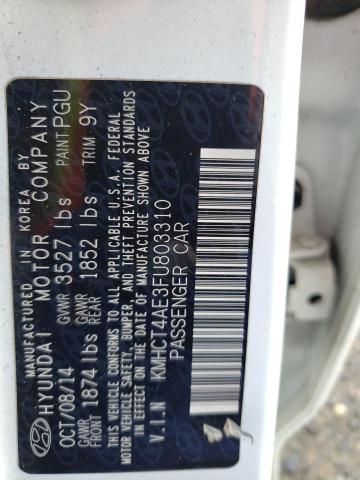 MANUFACTURED IN KOREA BY
HYUNDAI MOTOR COMPANY
OCT/08/14 GVWR 3527 lbs PAINT PGU
GAWR FRONT 1874 lbs GAWR REAR 1852 lbs TRIM 9Y
THIS VEHICLE CONFORMS TO ALL APPLICABLE U.S.A. FEDERAL
MOTOR VEHICLE SAFETY, BUMPER, AND THEFT PREVENTION STANDARDS
IN EFFECT ON THE DATE OF MANUFACTURE SHOWN ABOVE
V.I.N KMHCT4AE3FU803310
PASSENGER CAR